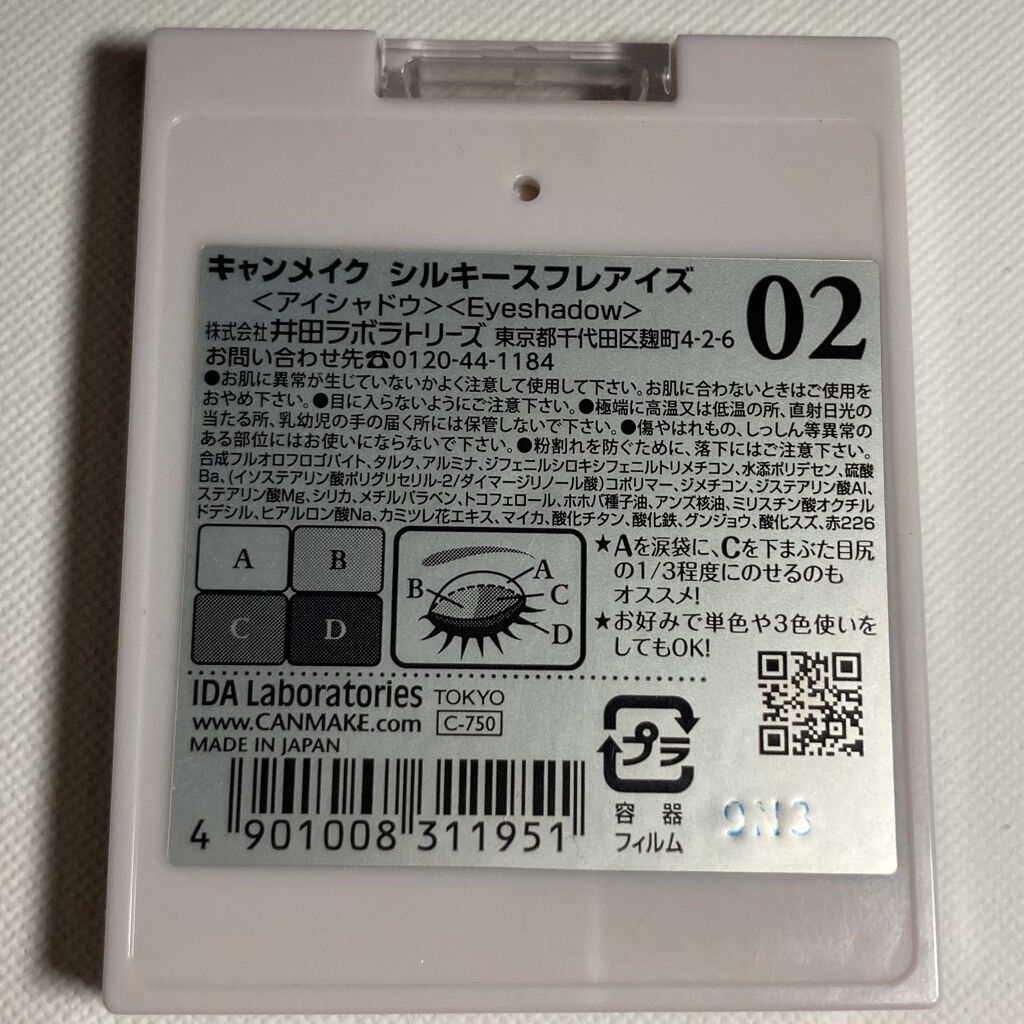 キャンメイク シルキースフレアイズ
02
＜アイシャドウ＞＜Eyeshadow＞
株式会社 井田ラボラトリーズ 東京都千代田区麹町4-2-6
お問い合わせ先☎0120-44-1184
●お肌に異常が生じていないかよく注意して使用して下さい。お肌に合わないときはご使用を
おやめ下さい。●目に入らないようにご注意下さい。●極端に高温又は低温の所、直射日光の
当たる所、乳幼児の手の届く所には保管しないで下さい。●傷やはれもの、しっしん等異常の
ある部位にはお使いにならないで下さい。●粉割れを防ぐために、落下にはご注意下さい。
合成フルオロフロゴパイト、タルク、アルミナ、ジフェニルシロキシフェニルトリメチコン、水添ポリデセン、硫酸
Ba、(イソステアリン酸ポリグリセリル-2/ダイマージリノール酸)コポリマー、ジメチコン、ジステアリン酸Al、
ステアリン酸Mg、シリカ、メチルパラベン、トコフェロール、ホホバ種子油、アンズ核油、ミリスチン酸オクチル
ドデシル、ヒアルロン酸Na、カミツレ花エキス、マイカ、酸化チタン、酸化鉄、グンジョウ、酸化スズ、赤226
A B
C D
A
B
C
D
★Aを涙袋に、Cを下まぶた目尻
の1/3程度にのせるのも
オススメ!
★お好みで単色や3色使いを
してもOK!
IDA Laboratories TOKYO
www.CANMAKE.com C-750
MADE IN JAPAN
4 901008 311951
プラ
容器
フィルム
9N3